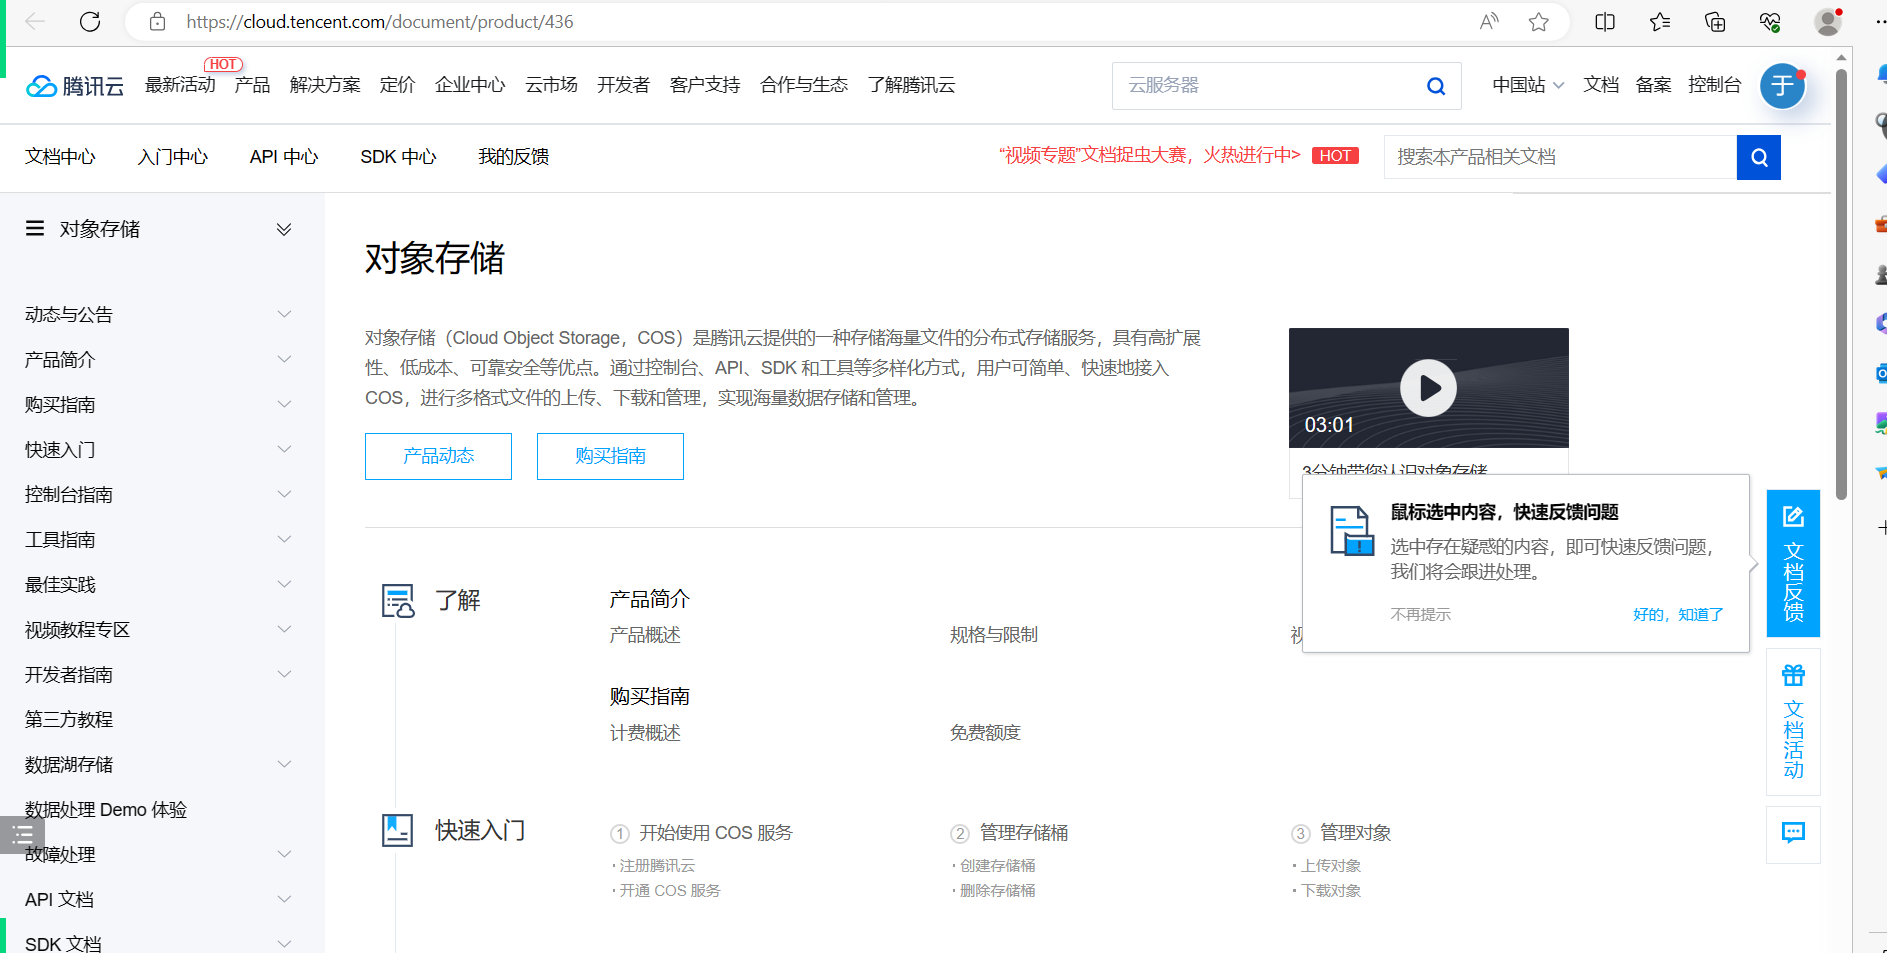 https://cloud.tencent.com/document/product/436
腾讯云
最新活动
HOT
产品
解决方案
定价
企业中心
云市场
开发者
客户支持
合作与生态
了解腾讯云
云服务器
中国站
文档
备案
控制台
于
文档中心
入门中心
API 中心
SDK 中心
我的反馈
“视频专题”文档捉虫大赛，火热进行中>
HOT
搜索本产品相关文档
对象存储
动态与公告
产品简介
购买指南
快速入门
控制台指南
工具指南
最佳实践
视频教程专区
开发者指南
第三方教程
数据湖存储
数据处理 Demo 体验
故障处理
API 文档
SDK 文档
对象存储
对象存储（Cloud Object Storage，COS）是腾讯云提供的一种存储海量文件的分布式存储服务，具有高扩展
性、低成本、可靠安全等优点。通过控制台、API、SDK 和工具等多样化方式，用户可简单、快速地接入
COS，进行多格式文件的上传、下载和管理，实现海量数据存储和管理。
产品动态
购买指南
03:01
3分钟带您认识对象存储
鼠标选中内容，快速反馈问题
选中存在疑惑的内容，即可快速反馈问题，
我们将会跟进处理。
不再提示
好的，知道了
文档反馈
文档活动
了解
产品简介
产品概述
规格与限制
购买指南
计费概述
免费额度
快速入门
1 开始使用 COS 服务
· 注册腾讯云
· 开通 COS 服务
2 管理存储桶
· 创建存储桶
· 删除存储桶
3 管理对象
· 上传对象
· 下载对象